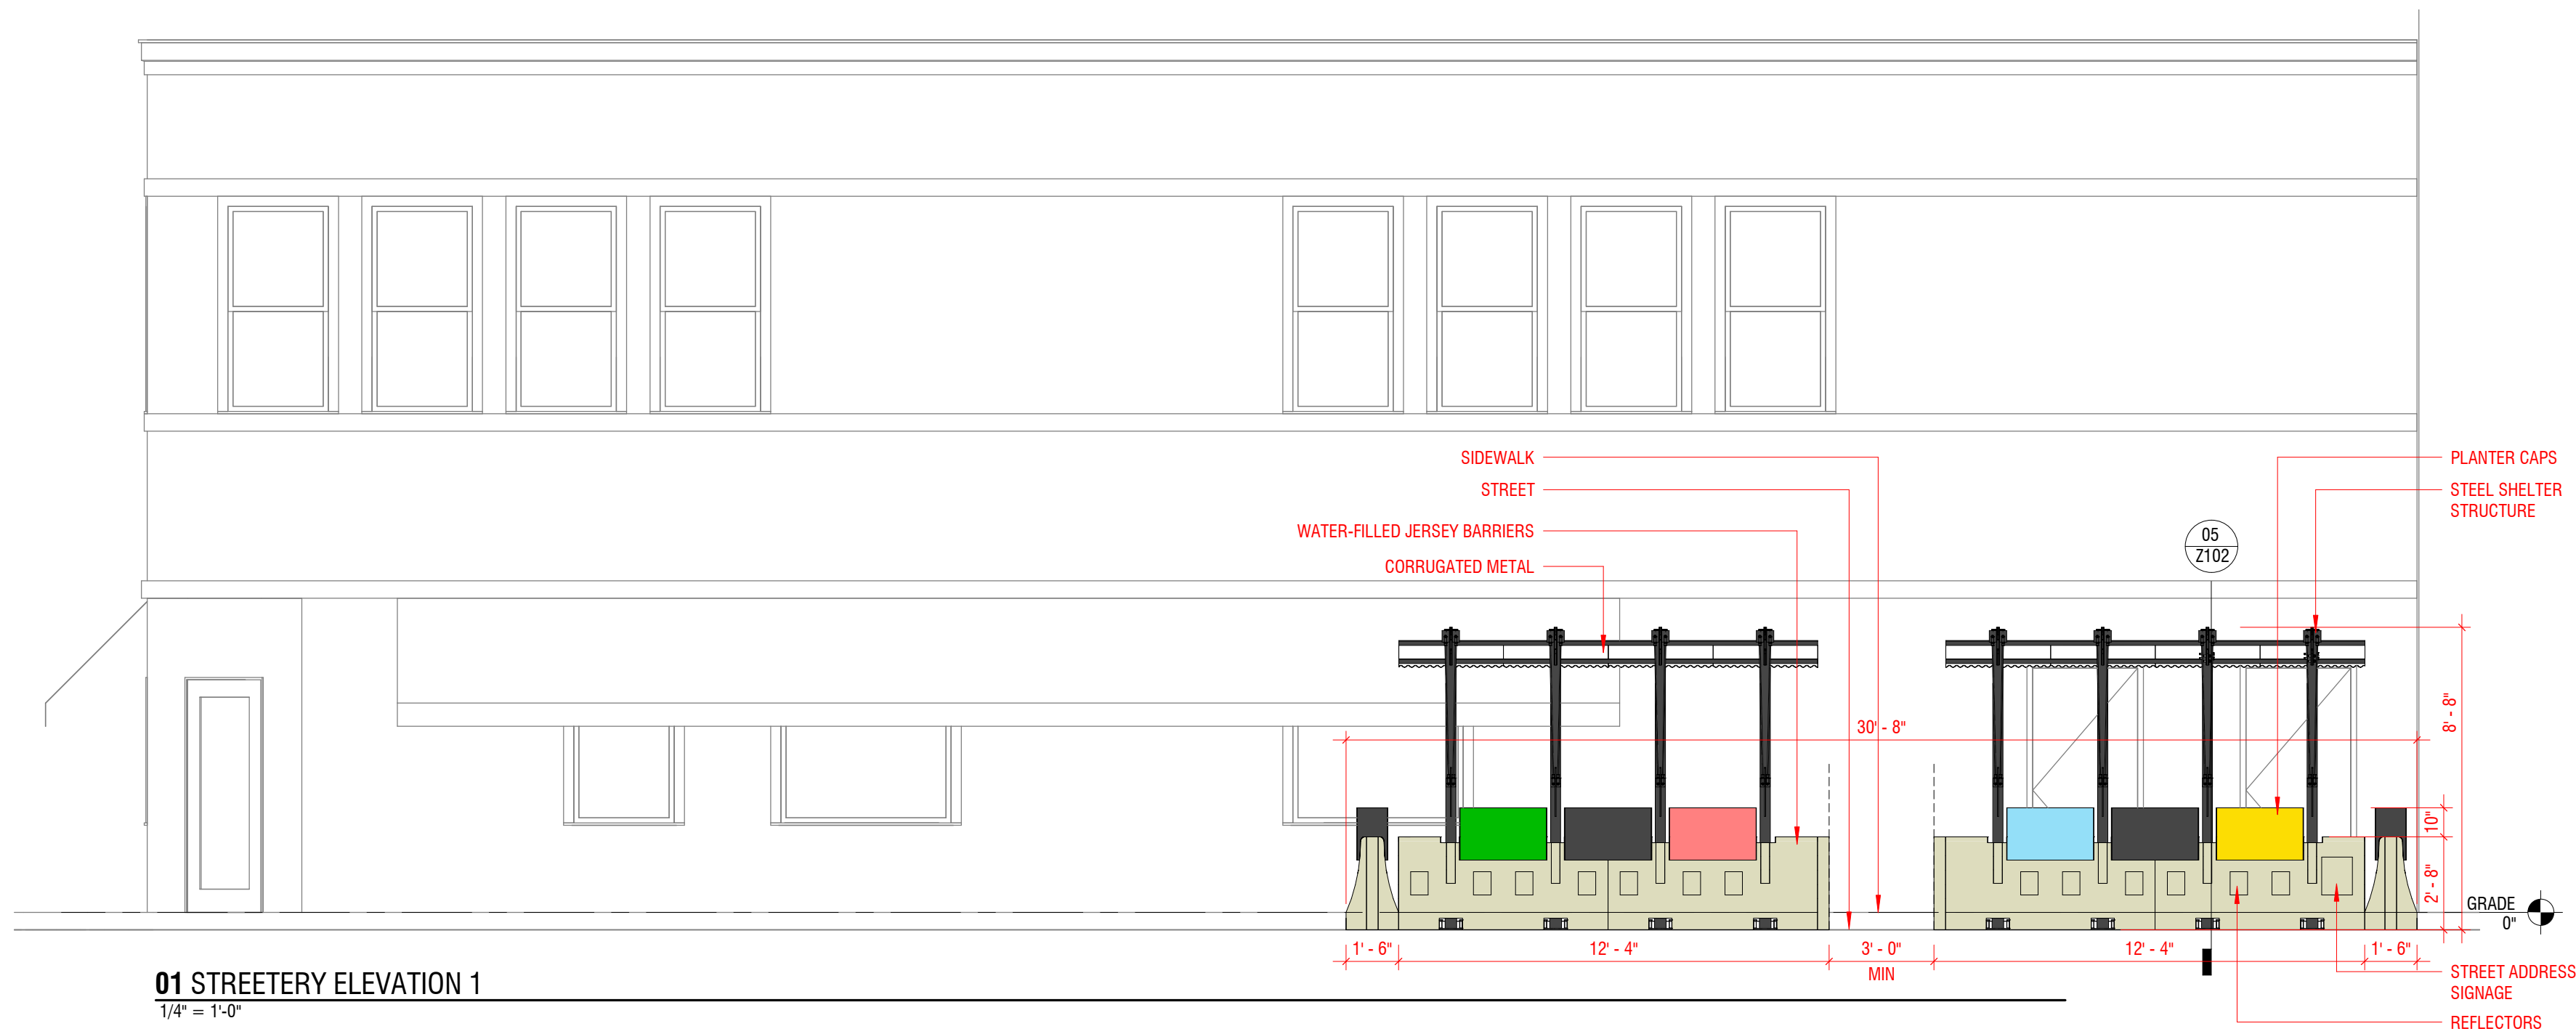 SIDEWALK
STREET
WATER-FILLED JERSEY BARRIERS
CORRUGATED METAL
PLANTER CAPS
STEEL SHELTER
STRUCTURE
05
Z102
30' - 8"
8' - 8"
10"
2' - 8"
GRADE
0"
1' - 6"
12' - 4"
3' - 0"
MIN
12' - 4"
1' - 6"
STREET ADDRESS
SIGNAGE
REFLECTORS
01 STREETERY ELEVATION 1
1/4" = 1'-0"